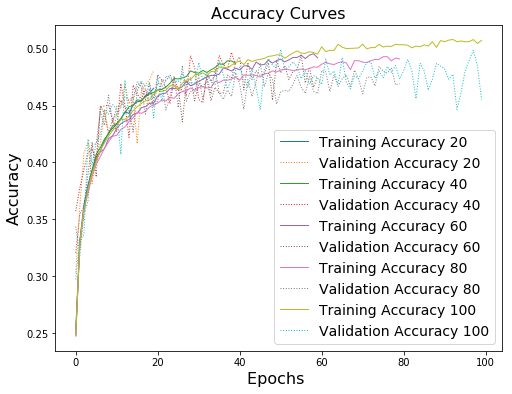 Accuracy Curves
0.50
0.45
0.40
0.35
0.30
0.25
Accuracy
Training Accuracy 20
Validation Accuracy 20
Training Accuracy 40
Validation Accuracy 40
Training Accuracy 60
Validation Accuracy 60
Training Accuracy 80
Validation Accuracy 80
Training Accuracy 100
Validation Accuracy 100
0 20 40 60 80 100
Epochs